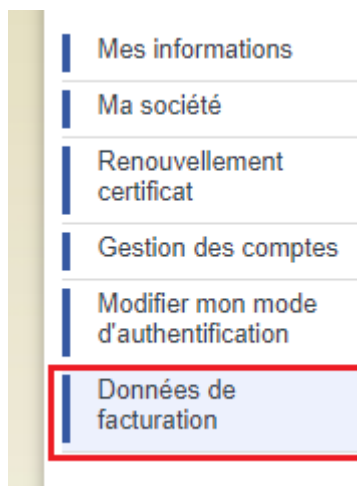 Mes informations
Ma société
Renouvellement
certificat
Gestion des comptes
Modifier mon mode
d'authentification
Données de
facturation